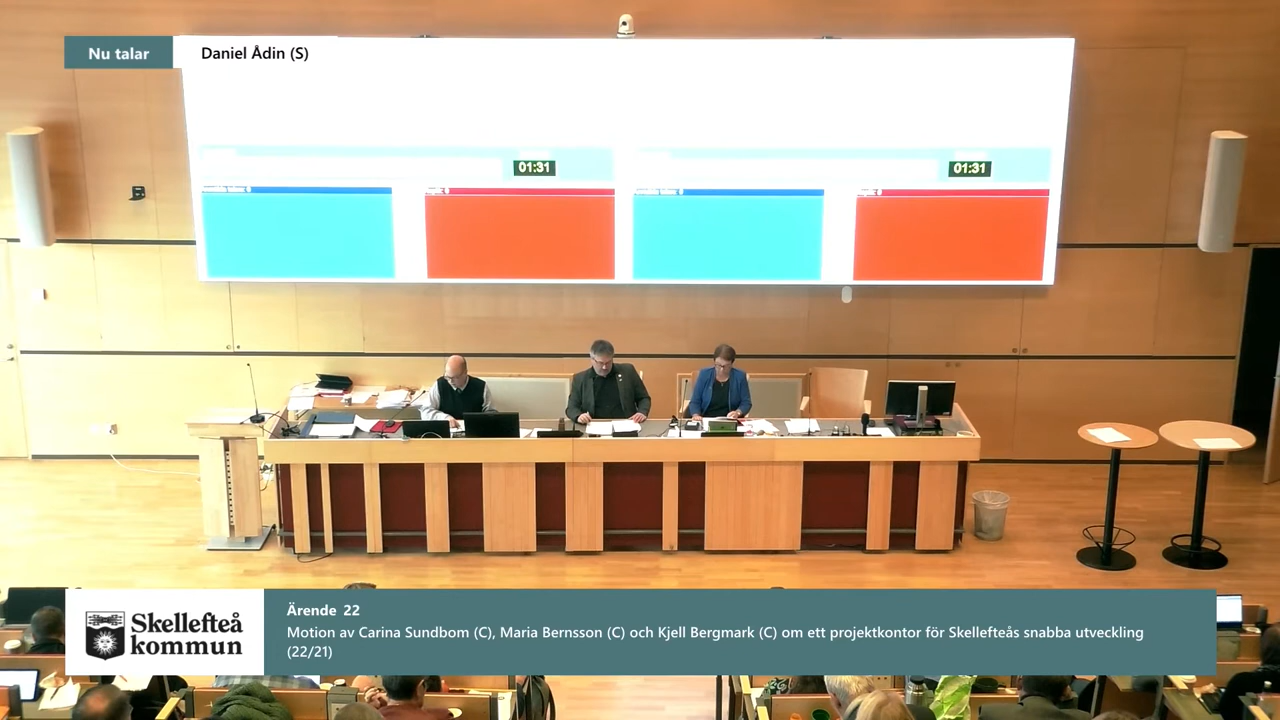 Nu talar
Daniel Ådin (S)
01:31
01:31
Skellefteå
kommun
Ärende 22
Motion av Carina Sundbom (C), Maria Bernsson (C) och Kjell Bergmark (C) om ett projektkontor för Skellefteås snabba utveckling
(22/21)